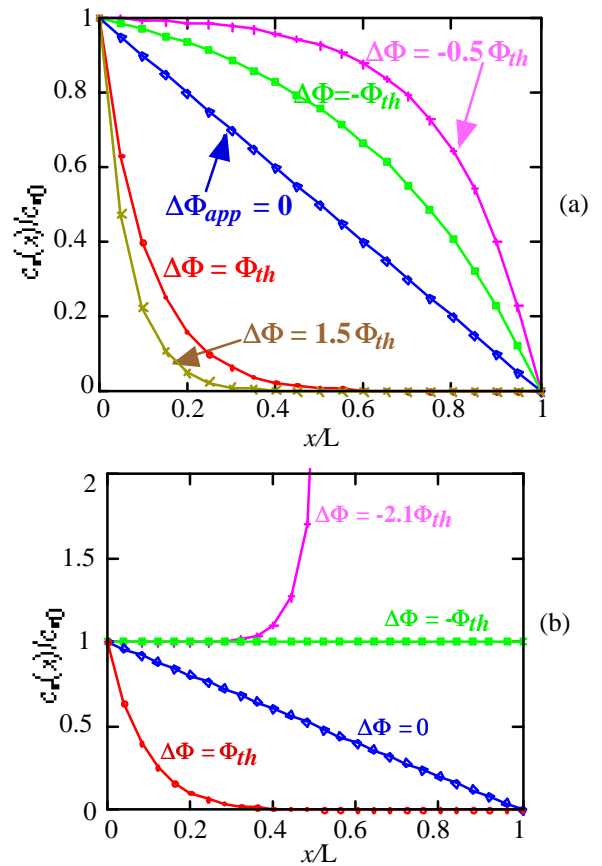 1
0.8
0.6
0.4
0.2
0
0
0.2
0.4
0.6
0.8
1
x/L
ΔΦ = -0.5 Φth
ΔΦ=-Φth
ΔΦapp = 0
ΔΦ = Φth
ΔΦ = 1.5 Φth
(a)
2
1.5
1
0.5
0
0
0.2
0.4
0.6
0.8
1
x/L
ΔΦ = -2.1Φth
ΔΦ = -Φth
ΔΦ = 0
ΔΦ = Φth
(b)